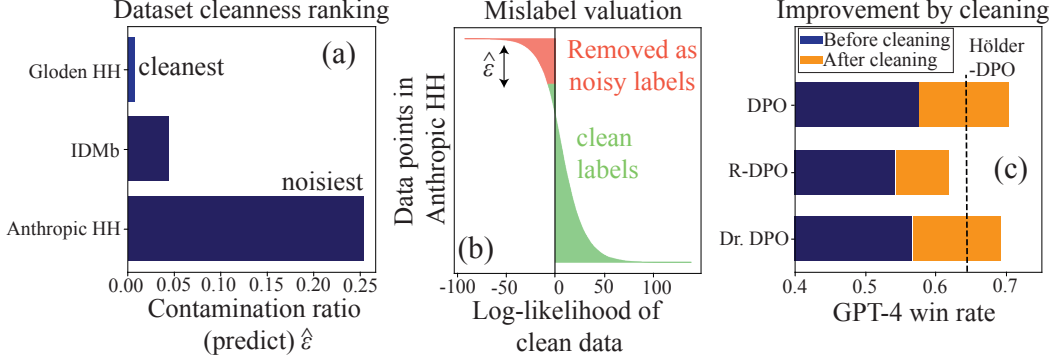 Dataset cleanness ranking
(a)
Gloden HH
cleanest
IDMb
noisiest
Anthropic HH
0.00 0.05 0.10 0.15 0.20 0.25
Contamination ratio
(predict) ε̂
Mislabel valuation
Removed as
noisy labels
ε̂
clean
labels
Data points in
Anthropic HH
(b)
-100 -50 0 50 100
Log-likelihood of
clean data
Improvement by cleaning
Before cleaning
After cleaning
Hölder
-DPO
DPO
R-DPO
(c)
Dr. DPO
0.4 0.5 0.6 0.7
GPT-4 win rate